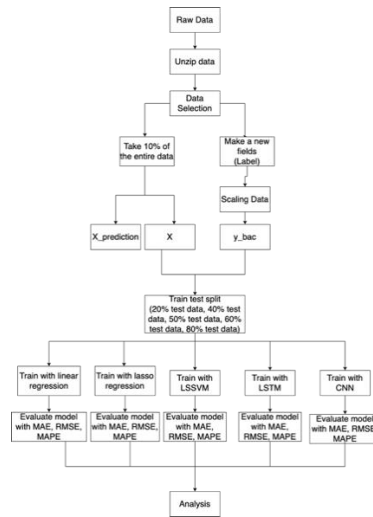 Raw Data
Unzip data
Data
Selection
Take 10% of
the entire data
Make a new
fields
(Label)
Scaling Data
X_prediction
X
y_bac
Train test split
(20% test data, 40% test
data, 50% test data, 60%
test data, 80% test data)
Train with linear
regression
Train with lasso
regression
Train with
LSSVM
Train with
LSTM
Train with
CNN
Evaluate model
with MAE, RMSE,
MAPE
Evaluate model
with MAE, RMSE,
MAPE
Evaluate model
with MAE,
RMSE, MAPE
Evaluate model
with MAE,
RMSE, MAPE
Evaluate model
with MAE, RMSE,
MAPE
Analysis